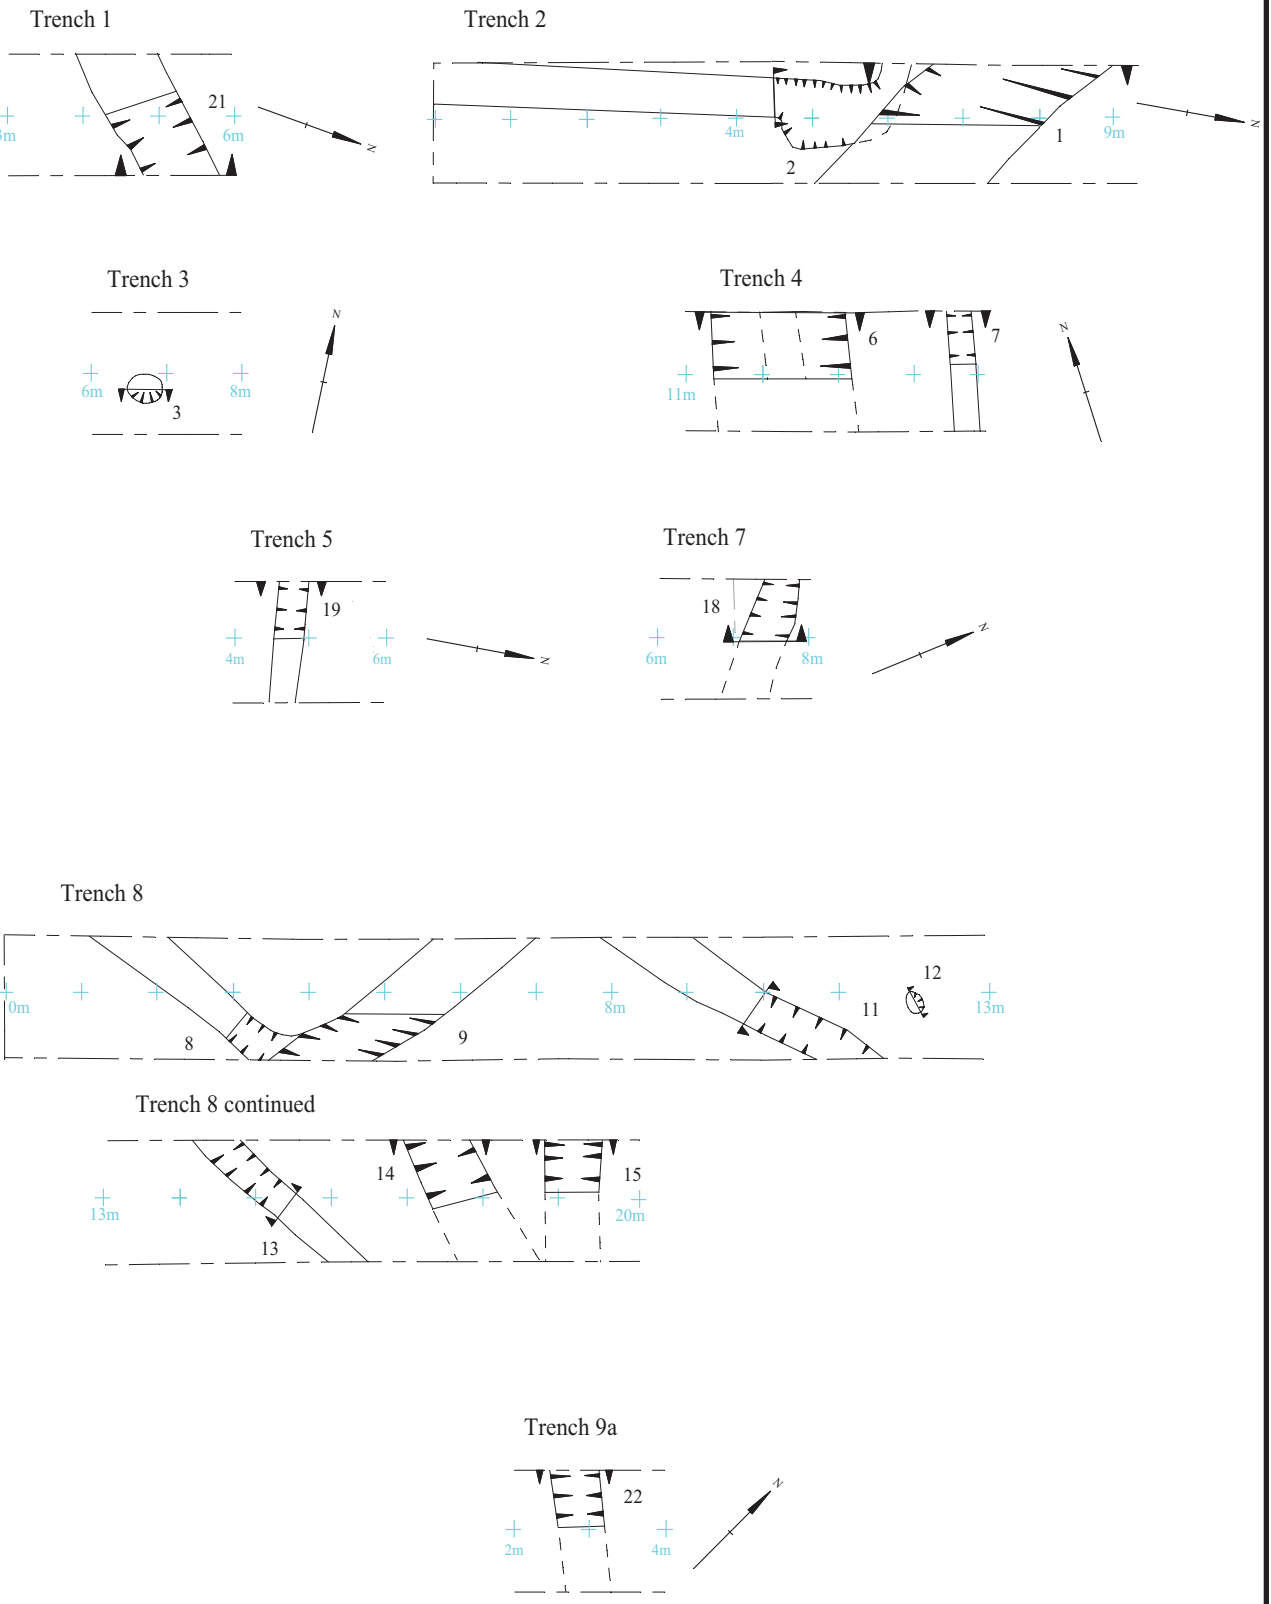 Trench 1
Trench 2
21
3m
6m
N
4m
9m
N
1
2
Trench 3
Trench 4
N
N
6
7
6m
8m
3
11m
Trench 5
Trench 7
19
18
N
4m
6m
N
6m
8m
Trench 8
12
0m
8m
11
13m
8
9
Trench 8 continued
14
15
13m
20m
13
Trench 9a
N
22
2m
4m